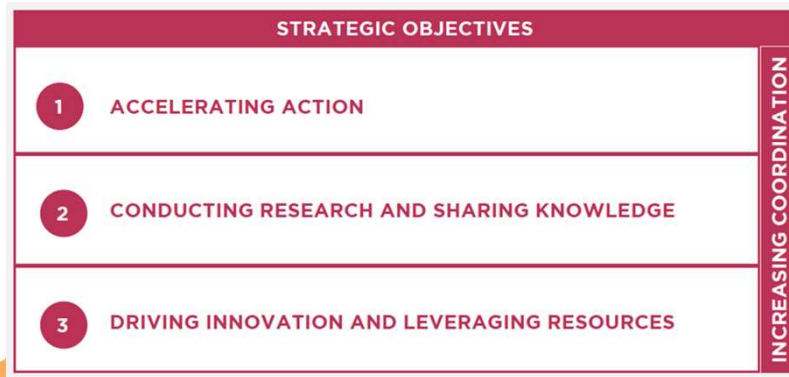 STRATEGIC OBJECTIVES
1 ACCELERATING ACTION
2 CONDUCTING RESEARCH AND SHARING KNOWLEDGE
3 DRIVING INNOVATION AND LEVERAGING RESOURCES
INCREASING COORDINATION